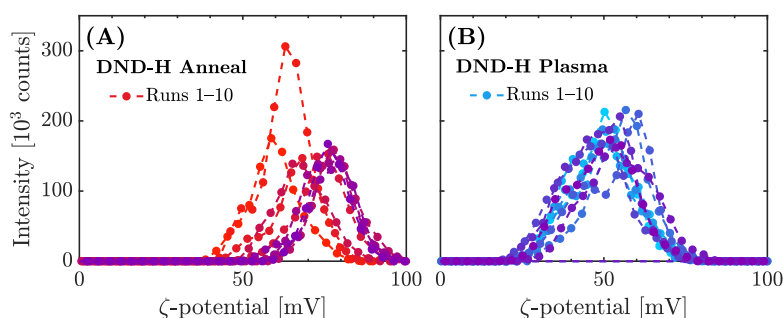 (A)
DND-H Anneal
Runs 1–10
300
200
100
0
0
50
100
Intensity [10³ counts]
ζ-potential [mV]
(B)
DND-H Plasma
Runs 1–10
0
50
100
ζ-potential [mV]